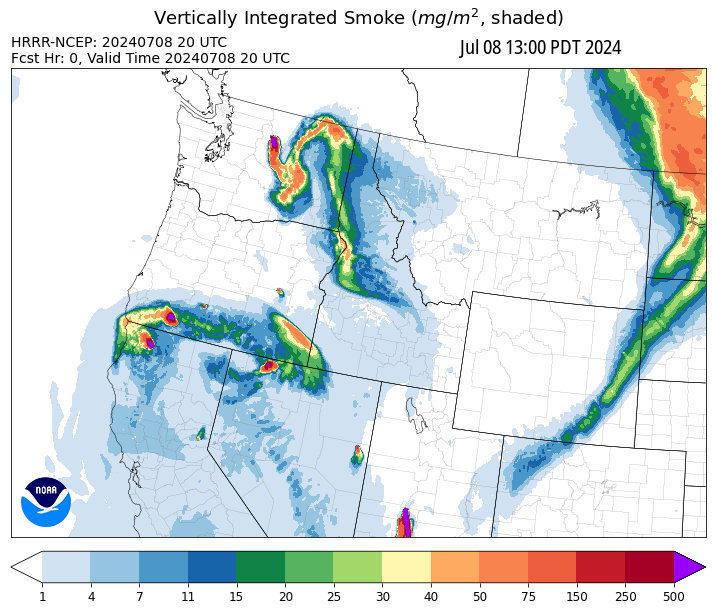 Vertically Integrated Smoke (mg/m², shaded)
HRRR-NCEP: 20240708 20 UTC
Fcst Hr: 0, Valid Time 20240708 20 UTC
Jul 08 13:00 PDT 2024
NOAA
1 4 7 11 15 20 25 30 40 50 75 150 250 500